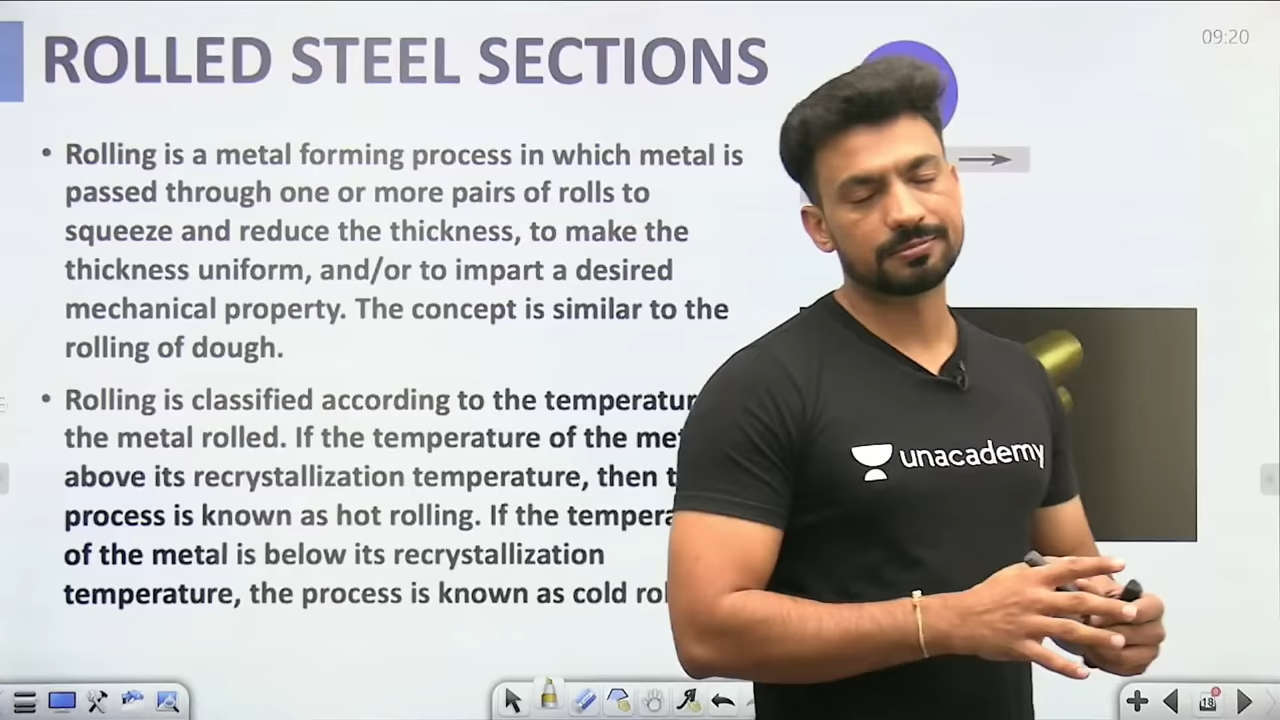 ROLLED STEEL SECTIONS
09:20
• Rolling is a metal forming process in which metal is
passed through one or more pairs of rolls to
squeeze and reduce the thickness, to make the
thickness uniform, and/or to impart a desired
mechanical property. The concept is similar to the
rolling of dough.
• Rolling is classified according to the
the metal rolled. If the temperature of the
above its recrystallization temperature, then
process is known as hot rolling. If the
of the metal is below its recrystallization
temperature, the process is known as cold
unacademy
18